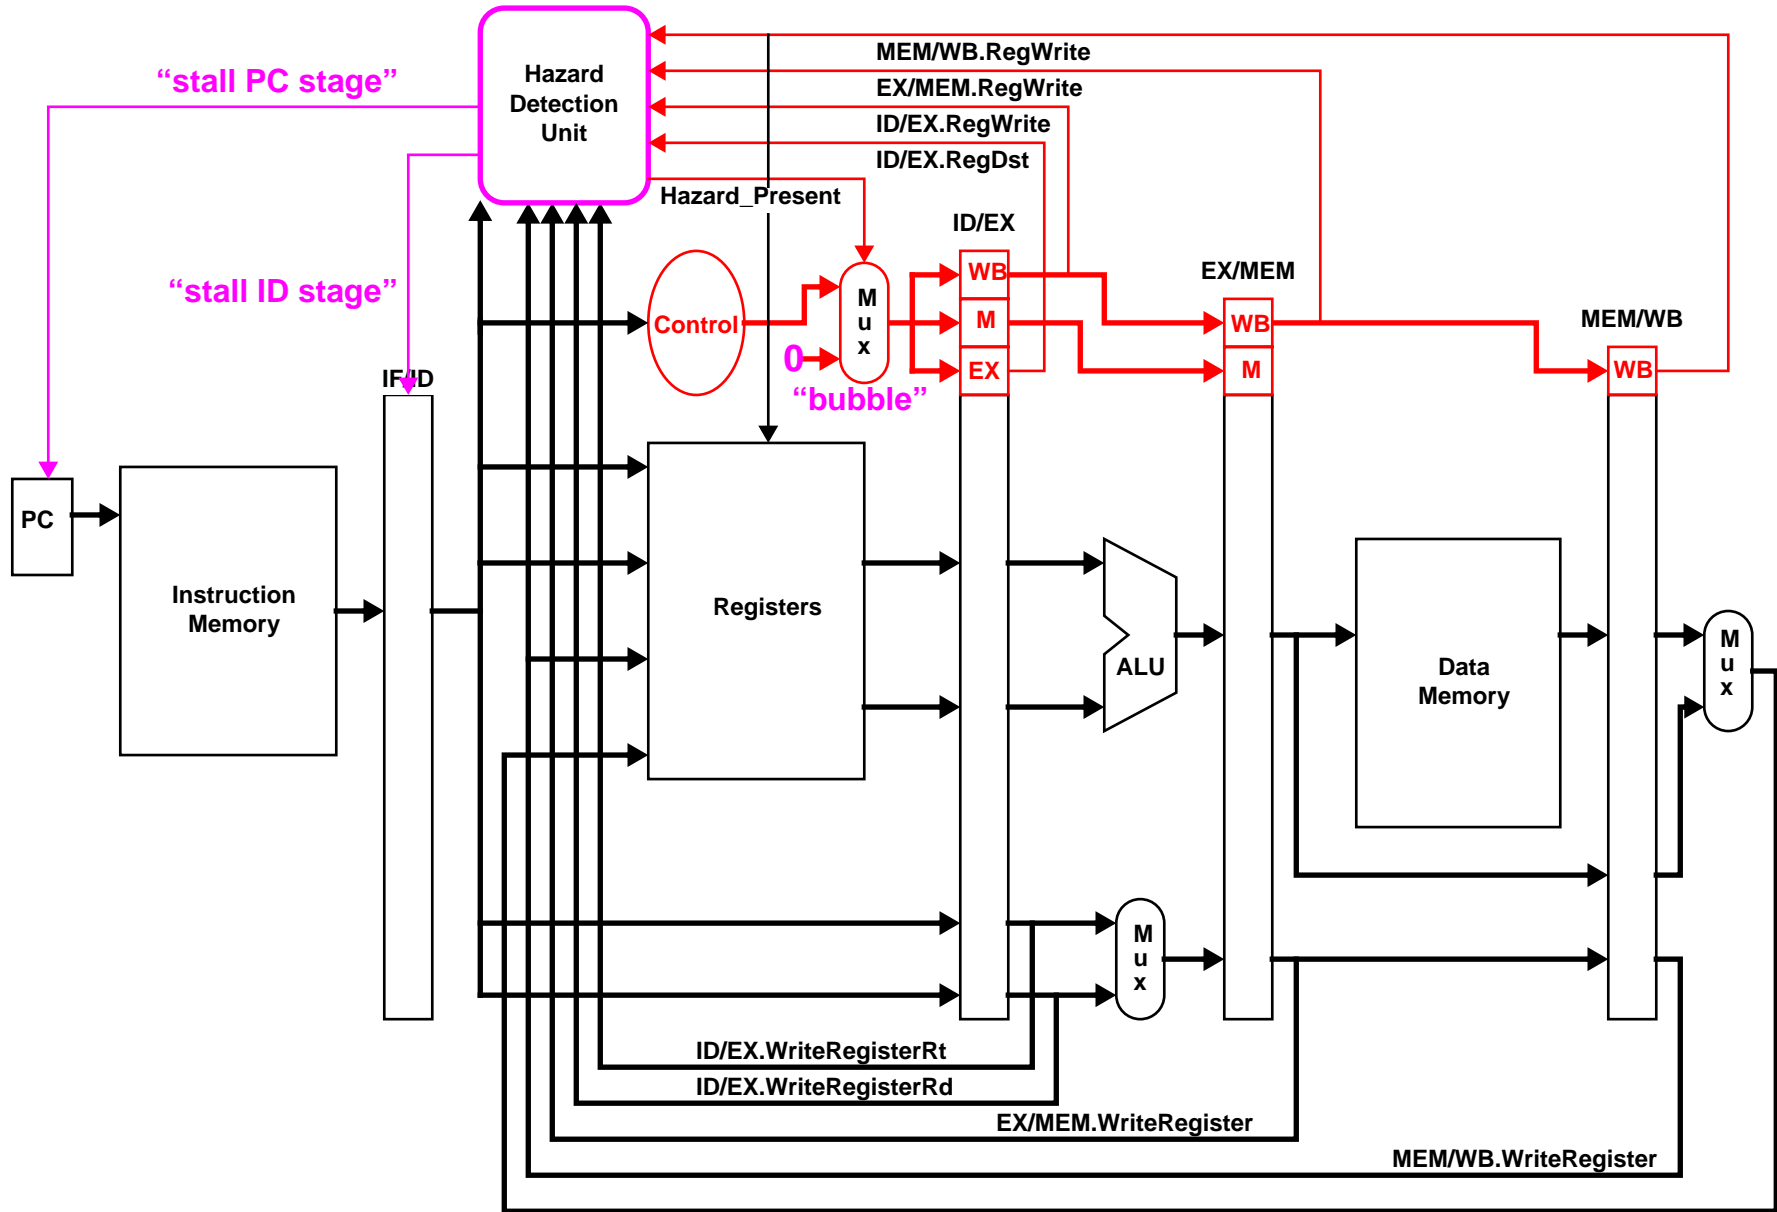 Hazard
Detection
Unit
“stall PC stage”
“stall ID stage”
MEM/WB.RegWrite
EX/MEM.RegWrite
ID/EX.RegWrite
ID/EX.RegDst
Hazard_Present
ID/EX
EX/MEM
MEM/WB
IF/ID
Control
0
“bubble”
M
u
x
WB
M
EX
WB
M
WB
PC
Instruction
Memory
Registers
ALU
Data
Memory
M
u
x
M
u
x
ID/EX.WriteRegisterRt
ID/EX.WriteRegisterRd
EX/MEM.WriteRegister
MEM/WB.WriteRegister